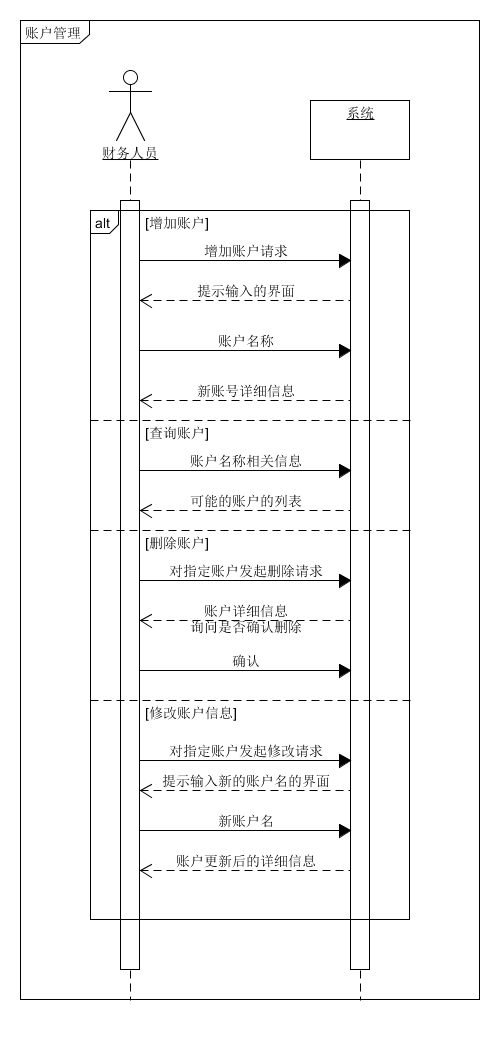 账户管理
财务人员
系统
alt
[增加账户]
增加账户请求
提示输入的界面
账户名称
新账号详细信息
[查询账户]
账户名称相关信息
可能的账户的列表
[删除账户]
对指定账户发起删除请求
账户详细信息
询问是否确认删除
确认
[修改账户信息]
对指定账户发起修改请求
提示输入新的账户名的界面
新账户名
账户更新后的详细信息